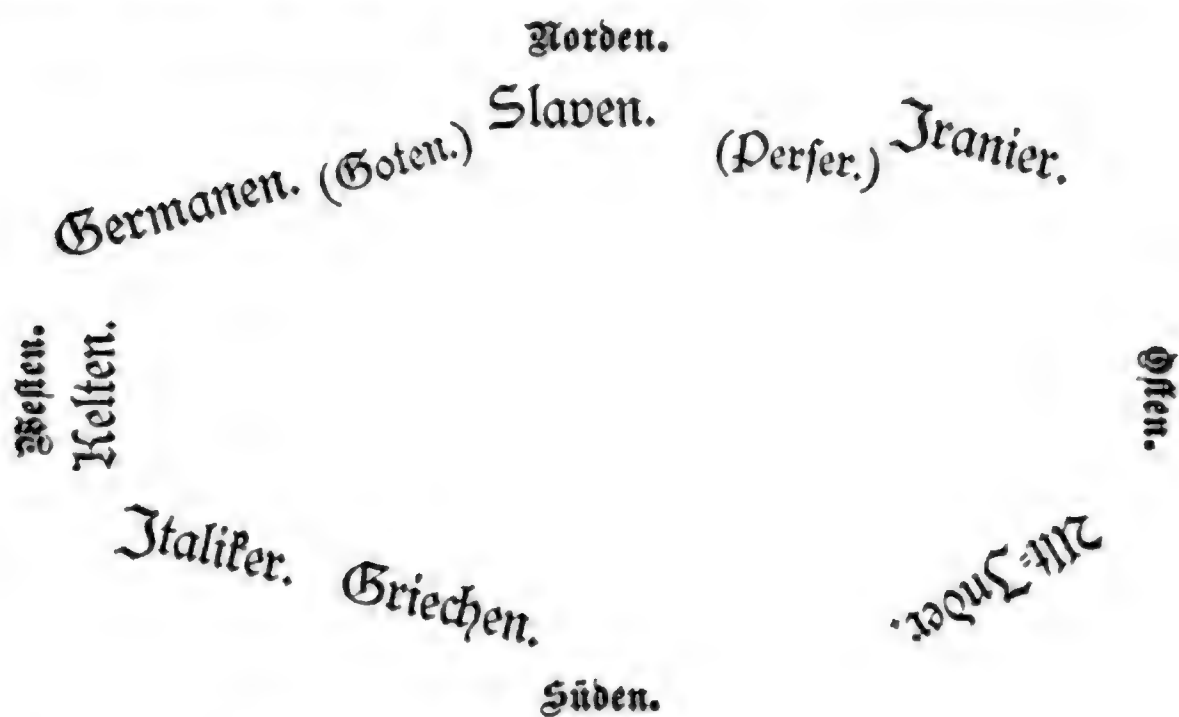 Norden.
Slaven.
(Perser.) Iranier.
Germanen. (Goten.)
Westen.
Kelten.
Osten.
Italiker. Griechen.
Alt-Inder.
Süden.